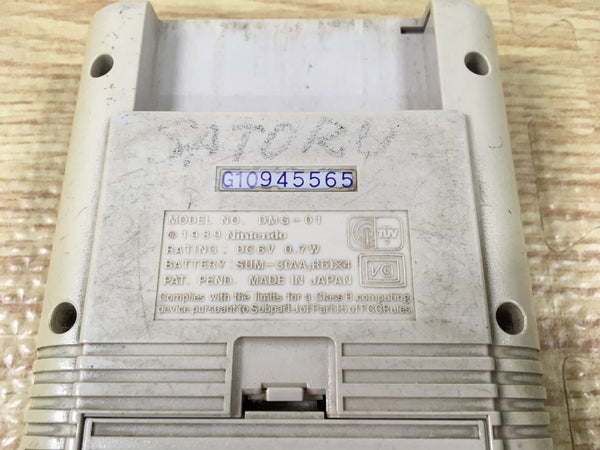 SATORU
G10945565
MODEL NO. DMG-01
© 1989 Nintendo
RATING: DC6V 0.7W
BATTERY: SUM-3(AA,R6)X4
PAT. PEND. MADE IN JAPAN
Complies with the limits for a Class B computing
device pursuant to Subpart J of Part 15 of FCC Rules.
TÜV